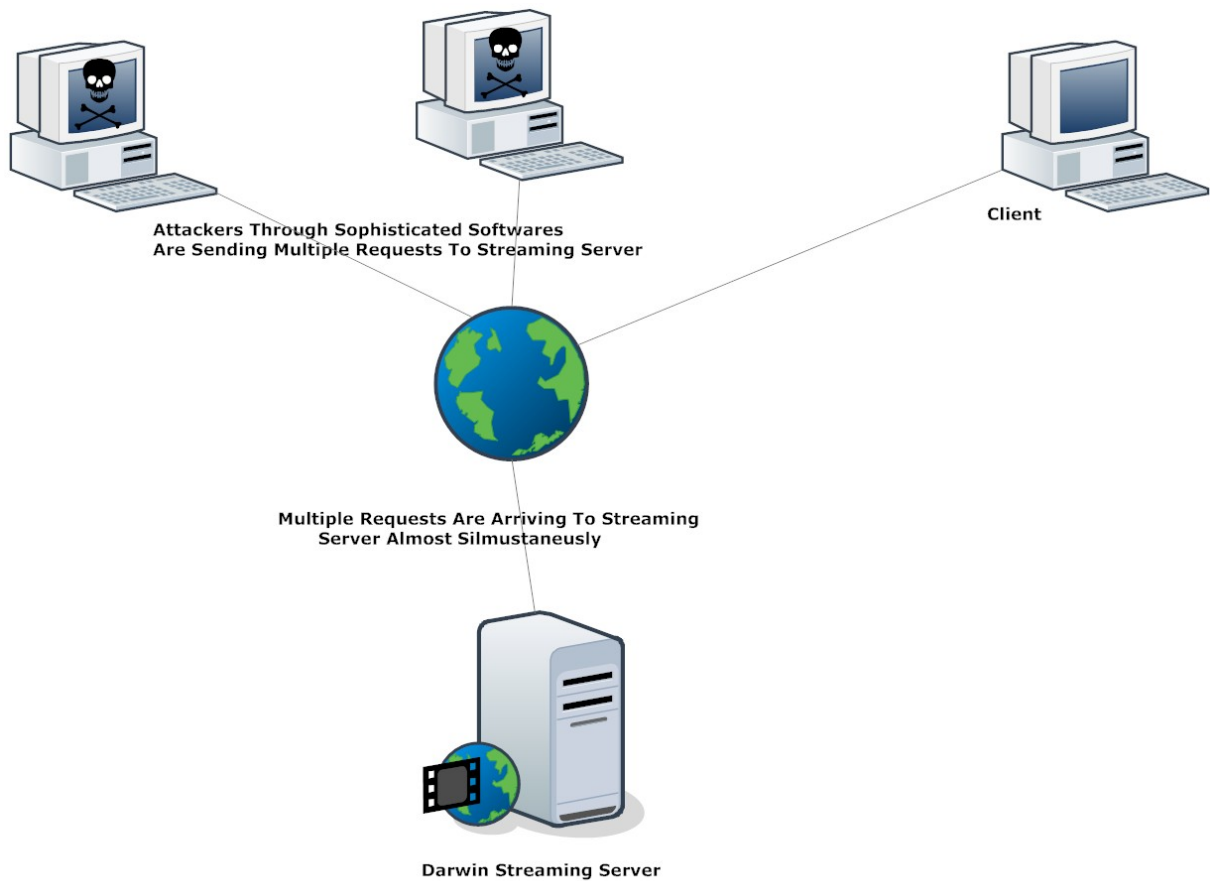 Attackers Through Sophisticated Softwares
Are Sending Multiple Requests To Streaming Server
Client
Multiple Requests Are Arriving To Streaming
Server Almost Silmustaneusly
Darwin Streaming Server